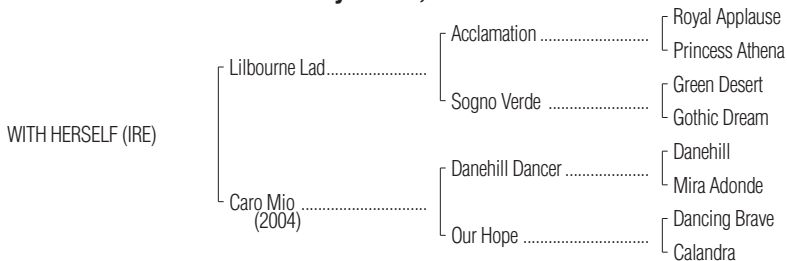 Royal Applause
Acclamation
Princess Athena
Lilbourne Lad
Green Desert
Sogno Verde
Gothic Dream
WITH HERSELF (IRE)
Danehill
Danehill Dancer
Mira Adonde
Caro Mio
(2004)
Dancing Brave
Our Hope
Calandra